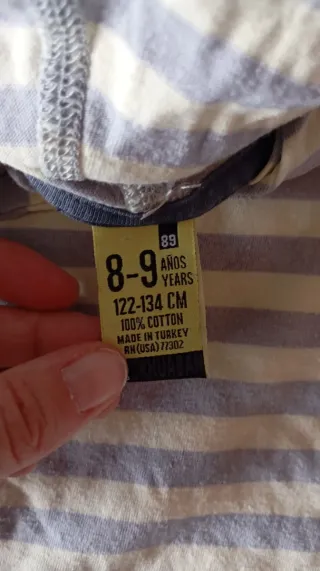 89
8-9 AÑOS
YEARS
122-134 CM
100% COTTON
MADE IN TURKEY
RN(USA)77302